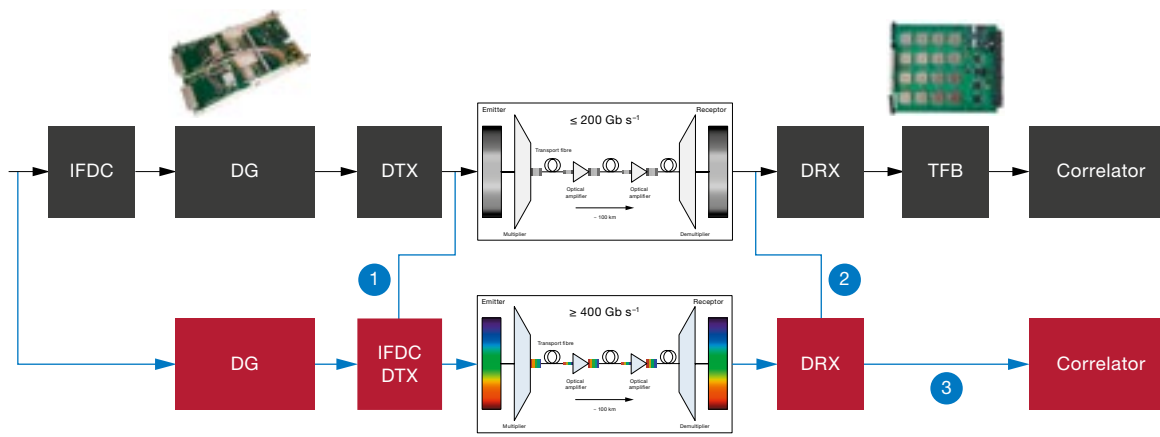 Emitter
Receptor
≤ 200 Gb s⁻¹
Transport fibre
Optical
amplifier
Optical
amplifier
~ 100 km
Multiplier
Demultiplier
IFDC
DG
DTX
DRX
TFB
Correlator
1
2
Emitter
Receptor
≥ 400 Gb s⁻¹
Transport fibre
Optical
amplifier
Optical
amplifier
~ 100 km
Multiplier
Demultiplier
DG
IFDC
DTX
DRX
Correlator
3